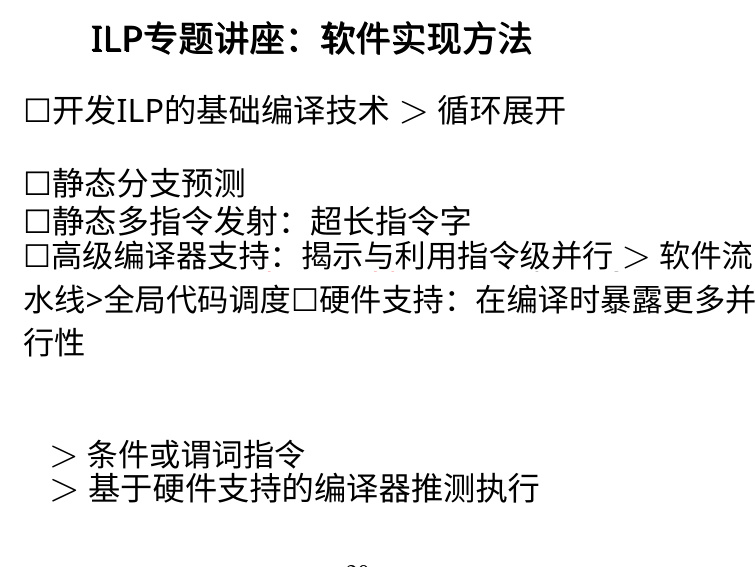 ILP专题讲座：软件实现方法
□开发ILP的基础编译技术 ＞ 循环展开
□静态分支预测
□静态多指令发射：超长指令字
□高级编译器支持：揭示与利用指令级并行 ＞ 软件流
水线>全局代码调度□硬件支持：在编译时暴露更多并
行性
＞ 条件或谓词指令
＞ 基于硬件支持的编译器推测执行